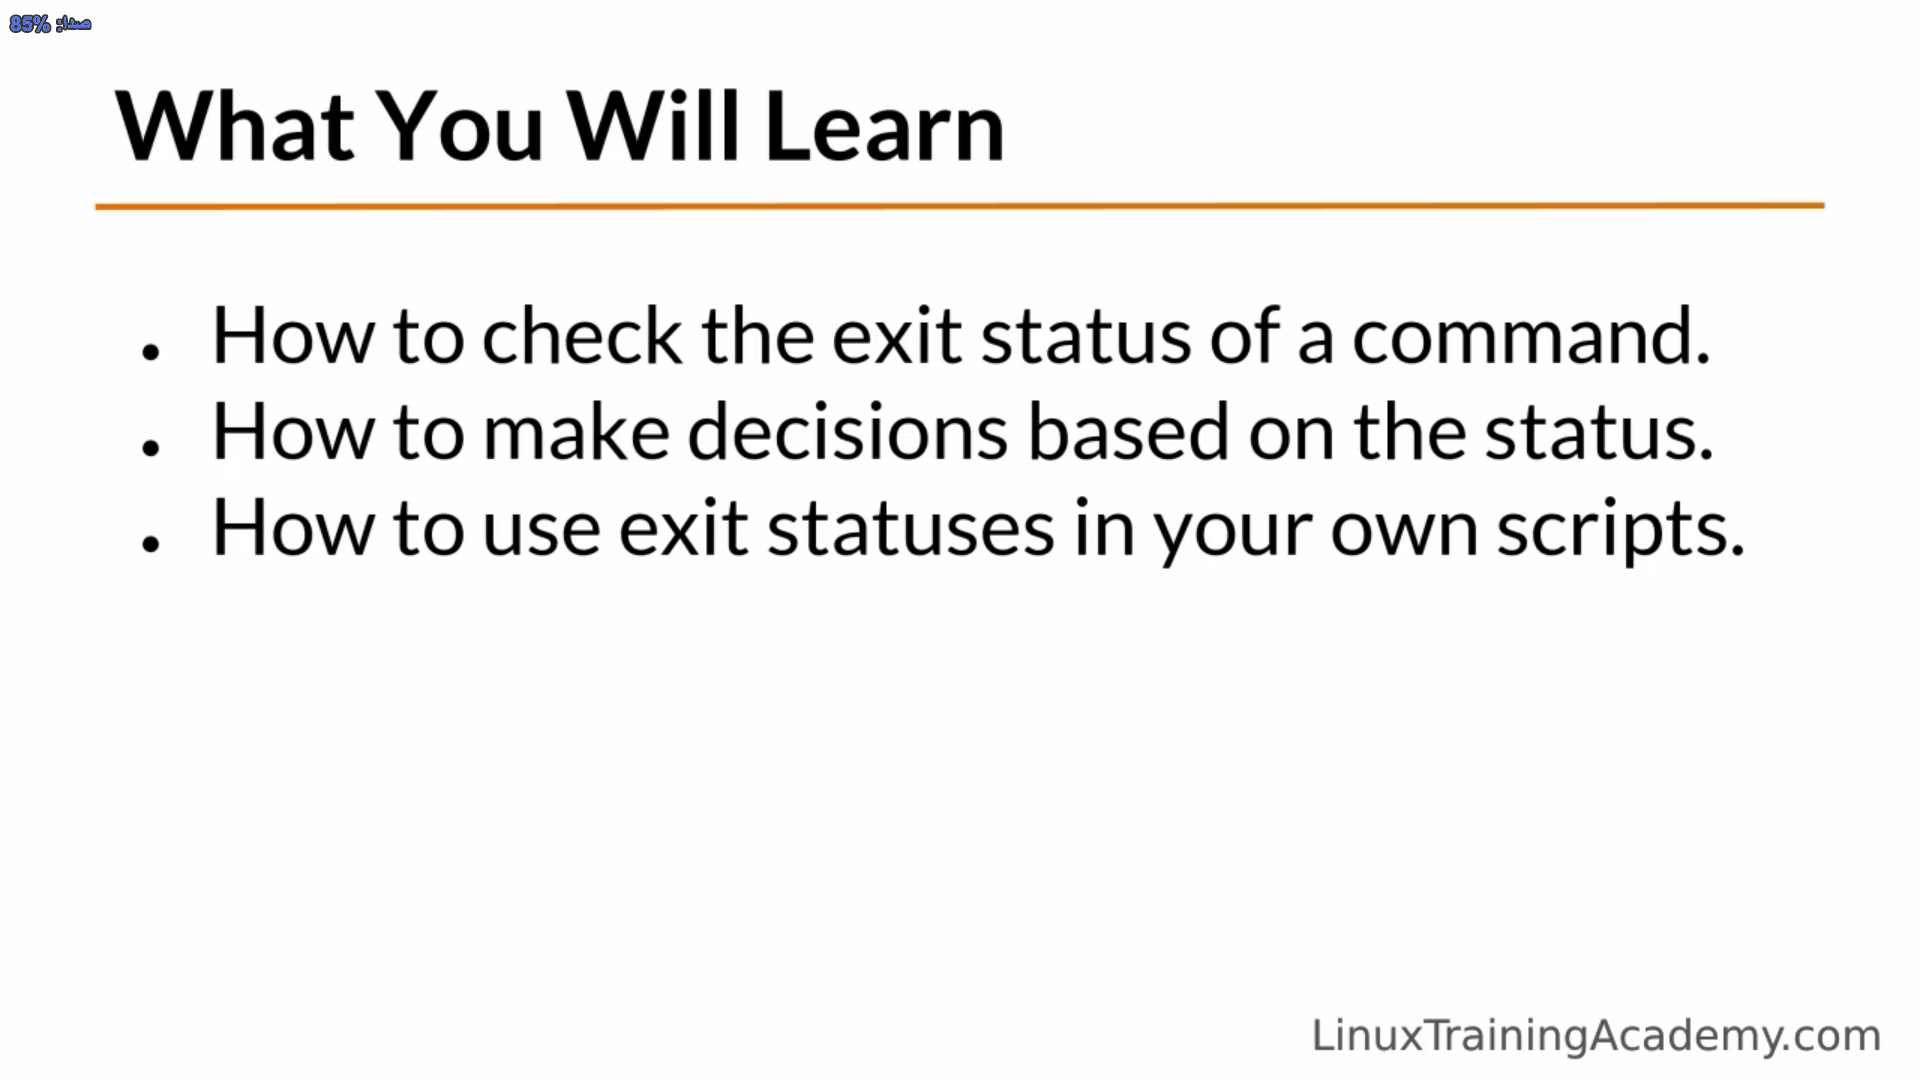 صدا: 85%
What You Will Learn
• How to check the exit status of a command.
• How to make decisions based on the status.
• How to use exit statuses in your own scripts.
LinuxTrainingAcademy.com